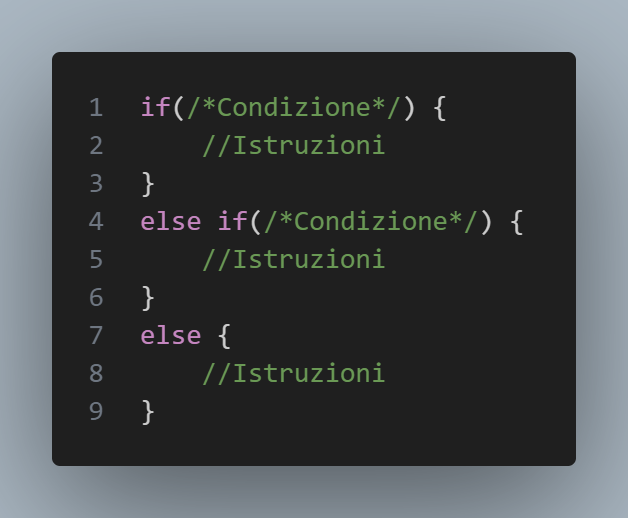 1 if(/*Condizione*/) {
2     //Istruzioni
3 }
4 else if(/*Condizione*/) {
5     //Istruzioni
6 }
7 else {
8     //Istruzioni
9 }